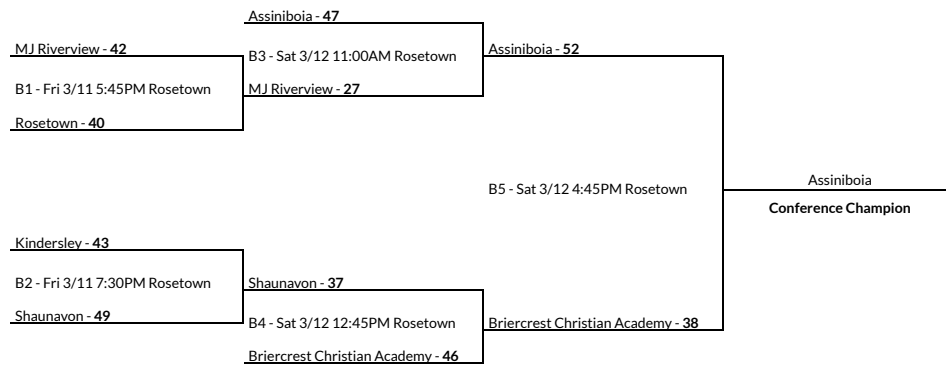 Assiniboia - 47
MJ Riverview - 42
B3 - Sat 3/12 11:00AM Rosetown
Assiniboia - 52
B1 - Fri 3/11 5:45PM Rosetown
MJ Riverview - 27
Rosetown - 40
B5 - Sat 3/12 4:45PM Rosetown
Assiniboia
Conference Champion
Kindersley - 43
B2 - Fri 3/11 7:30PM Rosetown
Shaunavon - 37
Shaunavon - 49
B4 - Sat 3/12 12:45PM Rosetown
Briercrest Christian Academy - 38
Briercrest Christian Academy - 46